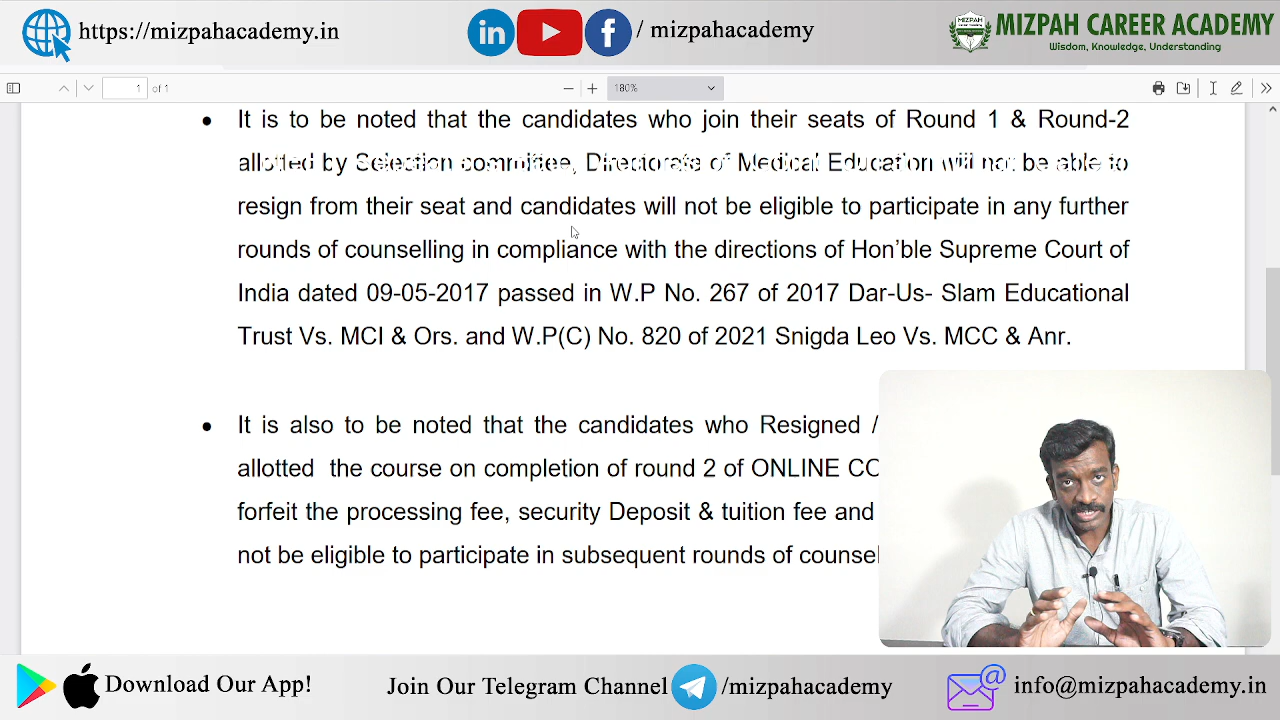 https://mizpahacademy.in
/ mizpahacademy
MIZPAH CAREER ACADEMY
Wisdom, Knowledge, Understanding
1 of 1
180%
• It is to be noted that the candidates who join their seats of Round 1 & Round-2
allotted by Selection committee, Directorate of Medical Education will not be able to
resign from their seat and candidates will not be eligible to participate in any further
rounds of counselling in compliance with the directions of Hon’ble Supreme Court of
India dated 09-05-2017 passed in W.P No. 267 of 2017 Dar-Us- Slam Educational
Trust Vs. MCI & Ors. and W.P(C) No. 820 of 2021 Snigda Leo Vs. MCC & Anr.
• It is also to be noted that the candidates who Resigned /
allotted the course on completion of round 2 of ONLINE CO
forfeit the processing fee, security Deposit & tuition fee and
not be eligible to participate in subsequent rounds of counsel
Download Our App!
Join Our Telegram Channel
/mizpahacademy
info@mizpahacademy.in